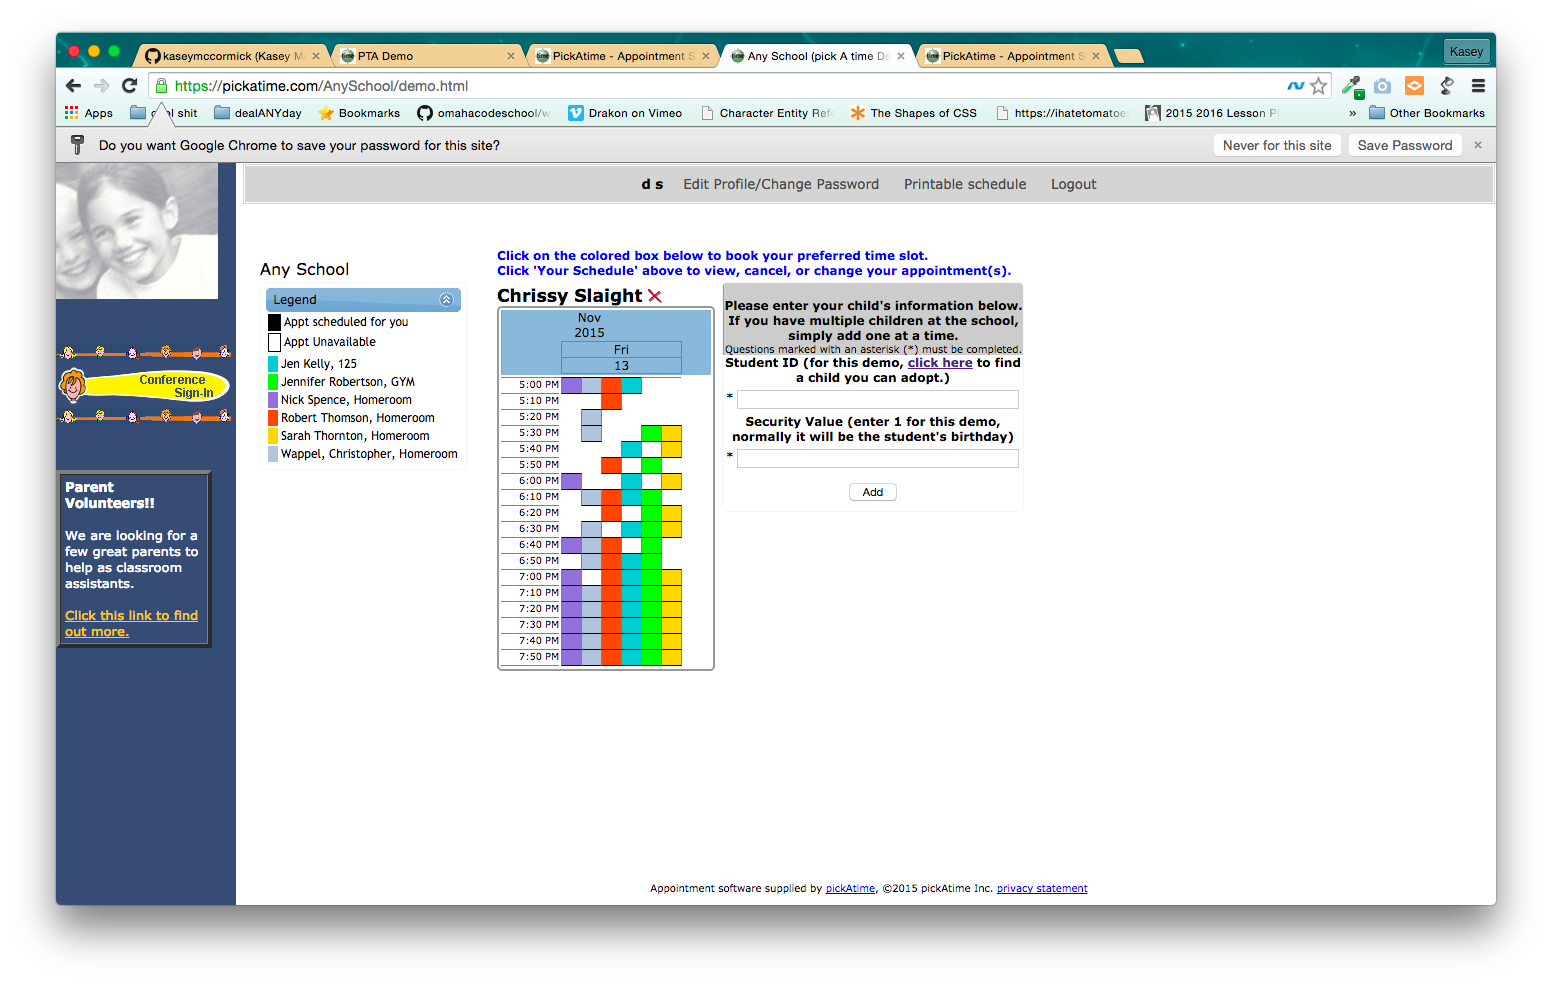 kaseymccormick (Kasey M
PTA Demo
PickAtime - Appointment S
Any School (pick A time De
PickAtime - Appointment S
Kasey
https://pickatime.com/AnySchool/demo.html
Apps
shit
dealANYday
Bookmarks
omahacodeschool/w
Drakon on Vimeo
Character Entity Refe
The Shapes of CSS
https://ihatetomatoe
2015 2016 Lesson Pl
»
Other Bookmarks
Do you want Google Chrome to save your password for this site?
Never for this site
Save Password
d s
Edit Profile/Change Password
Printable schedule
Logout
Conference
Sign-In
Parent
Volunteers!!
We are looking for a
few great parents to
help as classroom
assistants.
Click this link to find
out more.
Any School
Legend
Appt scheduled for you
Appt Unavailable
Jen Kelly, 125
Jennifer Robertson, GYM
Nick Spence, Homeroom
Robert Thomson, Homeroom
Sarah Thornton, Homeroom
Wappel, Christopher, Homeroom
Click on the colored box below to book your preferred time slot.
Click 'Your Schedule' above to view, cancel, or change your appointment(s).
Chrissy Slaight
Nov
2015
Fri
13
5:00 PM
5:10 PM
5:20 PM
5:30 PM
5:40 PM
5:50 PM
6:00 PM
6:10 PM
6:20 PM
6:30 PM
6:40 PM
6:50 PM
7:00 PM
7:10 PM
7:20 PM
7:30 PM
7:40 PM
7:50 PM
Please enter your child's information below.
If you have multiple children at the school,
simply add one at a time.
Questions marked with an asterisk (*) must be completed.
Student ID (for this demo, click here to find
a child you can adopt.)
*
Security Value (enter 1 for this demo,
normally it will be the student's birthday)
*
Add
Appointment software supplied by pickAtime, ©2015 pickAtime Inc. privacy statement